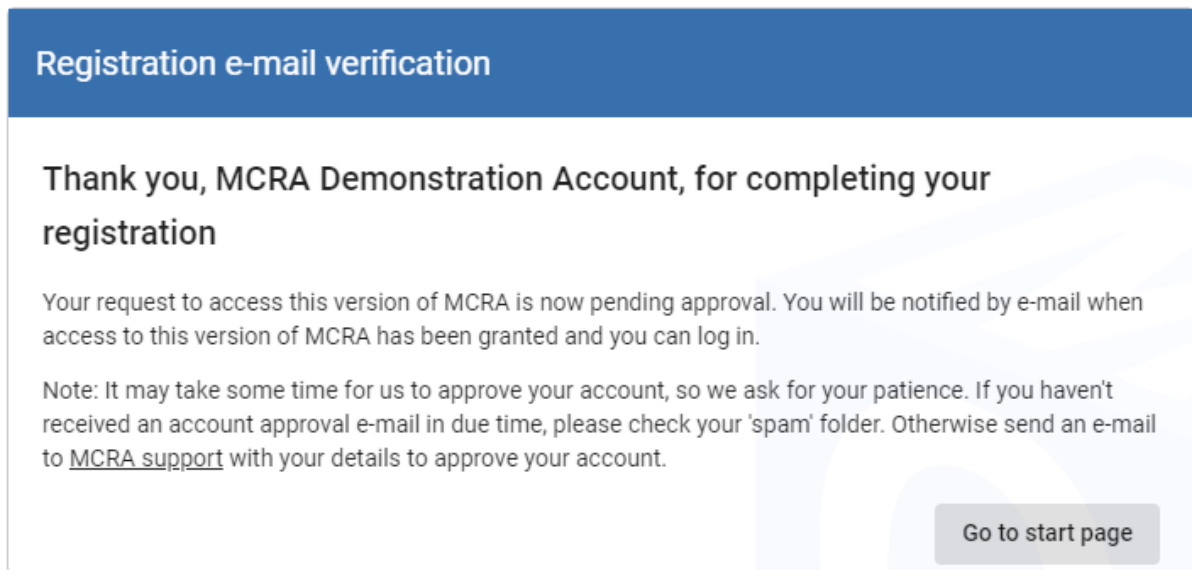 Registration e-mail verification
Thank you, MCRA Demonstration Account, for completing your
registration
Your request to access this version of MCRA is now pending approval. You will be notified by e-mail when
access to this version of MCRA has been granted and you can log in.
Note: It may take some time for us to approve your account, so we ask for your patience. If you haven't
received an account approval e-mail in due time, please check your 'spam' folder. Otherwise send an e-mail
to MCRA support with your details to approve your account.
Go to start page